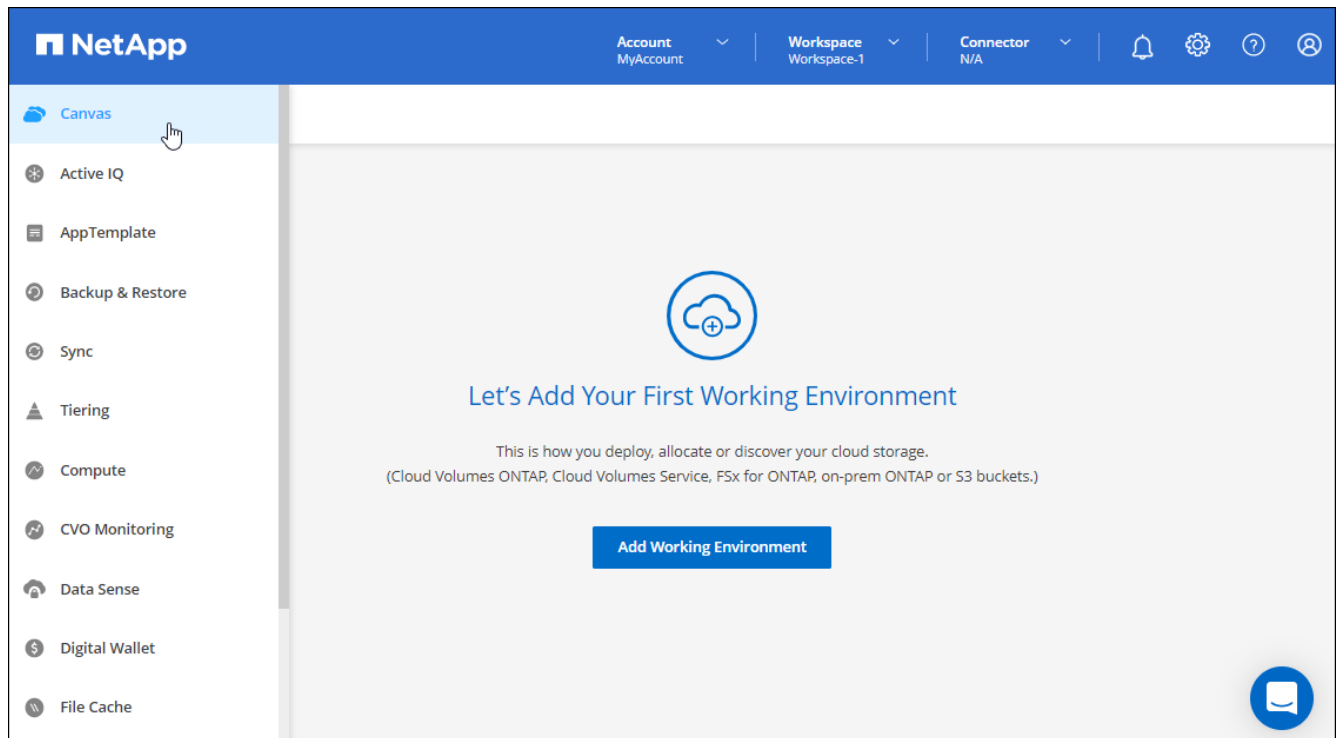 NetApp
Account
MyAccount
Workspace
Workspace-1
Connector
N/A
Canvas
Active IQ
AppTemplate
Backup & Restore
Sync
Tiering
Compute
CVO Monitoring
Data Sense
Digital Wallet
File Cache
Let's Add Your First Working Environment
This is how you deploy, allocate or discover your cloud storage.
(Cloud Volumes ONTAP, Cloud Volumes Service, FSx for ONTAP, on-prem ONTAP or S3 buckets.)
Add Working Environment